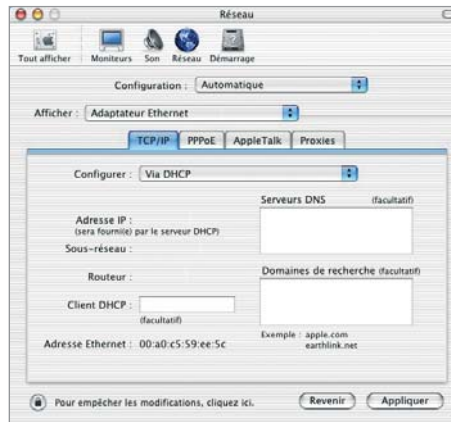 Réseau
Tout afficher Moniteurs Son Réseau Démarrage
Configuration : Automatique
Afficher : Adaptateur Ethernet
TCP/IP PPPoE AppleTalk Proxies
Configurer : Via DHCP
Serveurs DNS (facultatif)
Adresse IP :
(sera fourni(e) par le serveur DHCP)
Sous-réseau :
Routeur :
Domaines de recherche (facultatif)
Client DHCP :
(facultatif)
Exemple : apple.com
earthlink.net
Adresse Ethernet : 00:a0:c5:59:ee:5c
Pour empêcher les modifications, cliquez ici.
Revenir Appliquer